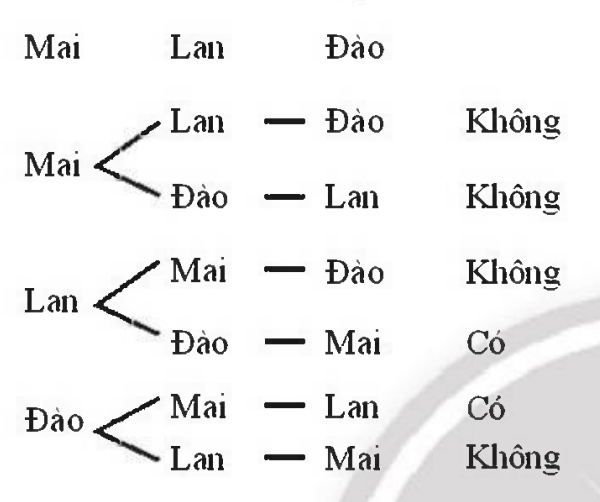 Mai Lan Đào
Lan — Đào Không
Mai
Đào — Lan Không
Mai — Đào Không
Lan
Đào — Mai Có
Mai — Lan Có
Đào
Lan — Mai Không